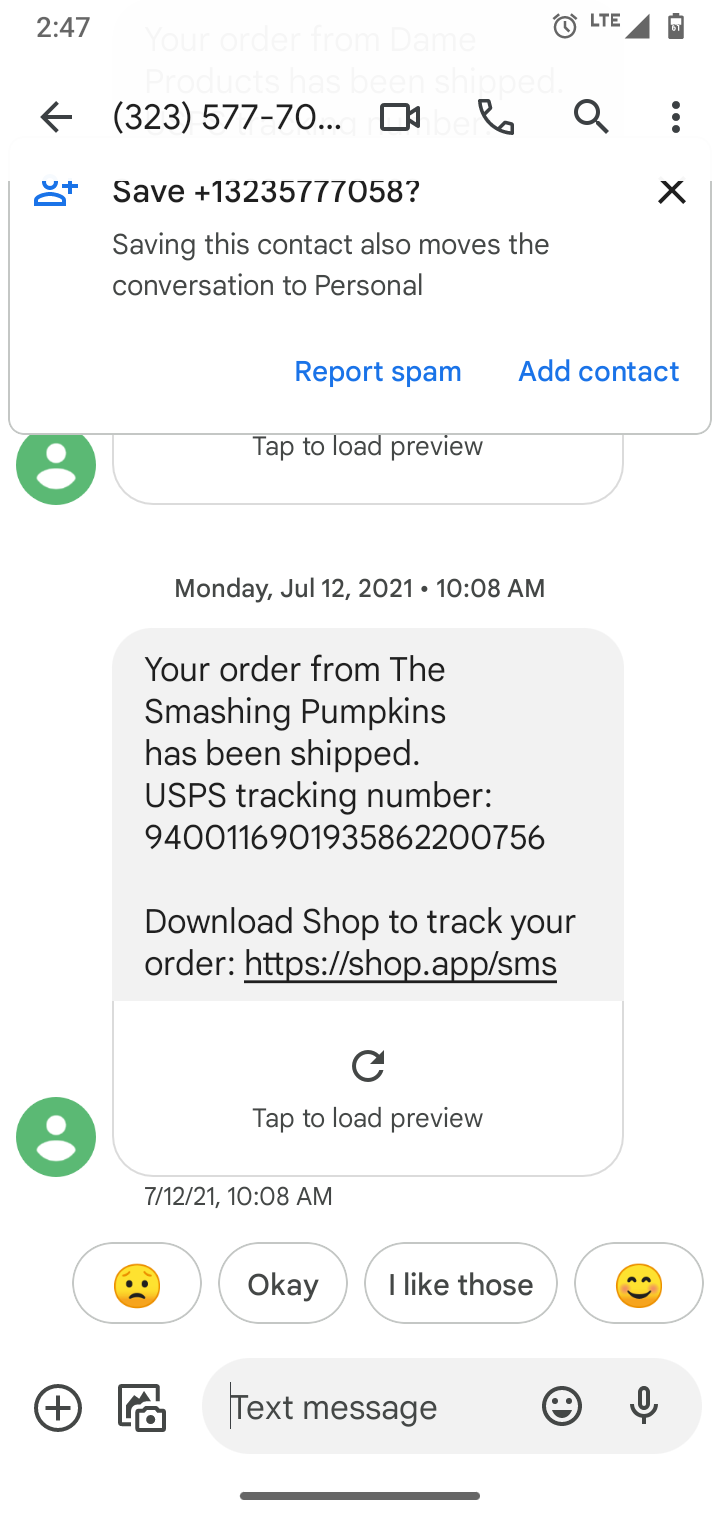 2:47
LTE
Your order from Dame
Products has been shipped.
(323) 577-70...
Save +13235777058?
Saving this contact also moves the
conversation to Personal
Report spam
Add contact
Tap to load preview
Monday, Jul 12, 2021 • 10:08 AM
Your order from The
Smashing Pumpkins
has been shipped.
USPS tracking number:
9400116901935862200756
Download Shop to track your
order: https://shop.app/sms
Tap to load preview
7/12/21, 10:08 AM
Okay
I like those
Text message